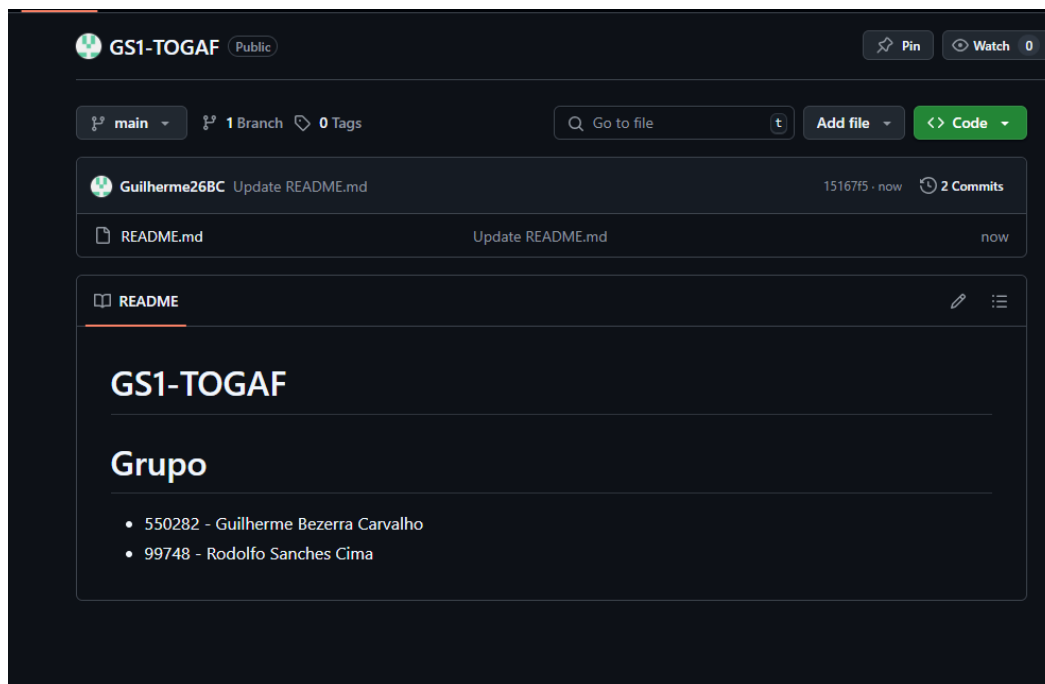 GS1-TOGAF Public Pin Watch 0
main 1 Branch 0 Tags Go to file t Add file Code
Guilherme26BC Update README.md 15167f5 · now 2 Commits
README.md Update README.md now
README
GS1-TOGAF
Grupo
• 550282 - Guilherme Bezerra Carvalho
• 99748 - Rodolfo Sanches Cima